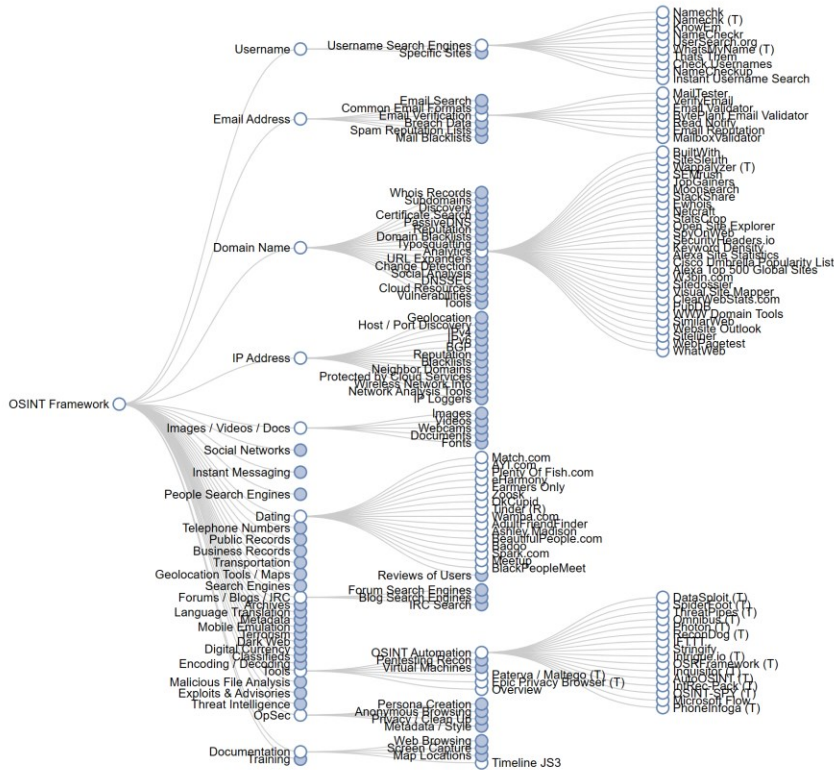 OSINT Framework
Username
Username Search Engines
Namechk
Namechk (T)
KnowEm
NameCheckr
UserSearch.org
WhatsMyName (T)
Thats Them
Check Usernames
NameCheckup
Instant Username Search
Specific Sites
Email Address
Email Search
Common Email Formats
Email Verification
MailTester
VerifyEmail
Email Validator
BytePlant Email Validator
Read Notify
Email Reputation
MailboxValidator
Breach Data
Spam Reputation Lists
Mail Blacklists
Domain Name
Whois Records
Subdomains
Discovery
Certificate Search
PassiveDNS
Reputation
Domain Blacklists
Typosquatting
Analytics
BuiltWith
SiteSleuth
Wappalyzer (T)
SEMrush
TopGainers
Moonsearch
StackShare
Ewhois
Netcraft
StatsCrop
Open Site Explorer
SpyOnWeb
SecurityHeaders.io
Keyword Density
Alexa Site Statistics
Cisco Umbrella Popularity List
Alexa Top 500 Global Sites
W3bin.com
Sitedossier
Visual Site Mapper
ClearWebStats.com
PubDB
WWW Domain Tools
SimilarWeb
Website Outlook
Siteliner
WebPagetest
WhatWeb
URL Expanders
Change Detection
Social Analysis
DNSSEC
Cloud Resources
Vulnerabilities
Tools
IP Address
Geolocation
Host / Port Discovery
IPv4
IPv6
BGP
Reputation
Blacklists
Neighbor Domains
Protected by Cloud Services
Wireless Network Info
Network Analysis Tools
IP Loggers
Images / Videos / Docs
Images
Videos
Webcams
Documents
Fonts
Social Networks
Instant Messaging
People Search Engines
Dating
Match.com
AYI.com
Plenty Of Fish.com
eHarmony
Farmers Only
Zoosk
OkCupid
Tinder (R)
Wamba.com
AdultFriendFinder
Ashley Madison
BeautifulPeople.com
Badoo
Spark.com
Meetup
BlackPeopleMeet
Reviews of Users
Telephone Numbers
Public Records
Business Records
Transportation
Geolocation Tools / Maps
Search Engines
Forums / Blogs / IRC
Forum Search Engines
Blog Search Engines
IRC Search
Archives
Language Translation
Metadata
Mobile Emulation
Terrorism
Dark Web
Digital Currency
Classifieds
Encoding / Decoding
Tools
OSINT Automation
DataSploit (T)
SpiderFoot (T)
ThreatPipes (T)
Omnibus (T)
Photon (T)
ReconDog (T)
IFTTT
Stringify
Intrigue.io (T)
OSRFramework (T)
Inquisitor (T)
AutoOSINT (T)
IntRec-Pack (T)
OSINT-SPY (T)
Microsoft Flow
PhoneInfoga (T)
Pentesting Recon
Virtual Machines
Paterva / Maltego (T)
Epic Privacy Browser (T)
Overview
Malicious File Analysis
Exploits & Advisories
Threat Intelligence
OpSec
Persona Creation
Anonymous Browsing
Privacy / Clean Up
Metadata / Style
Documentation
Web Browsing
Screen Capture
Map Locations
Timeline JS3
Training